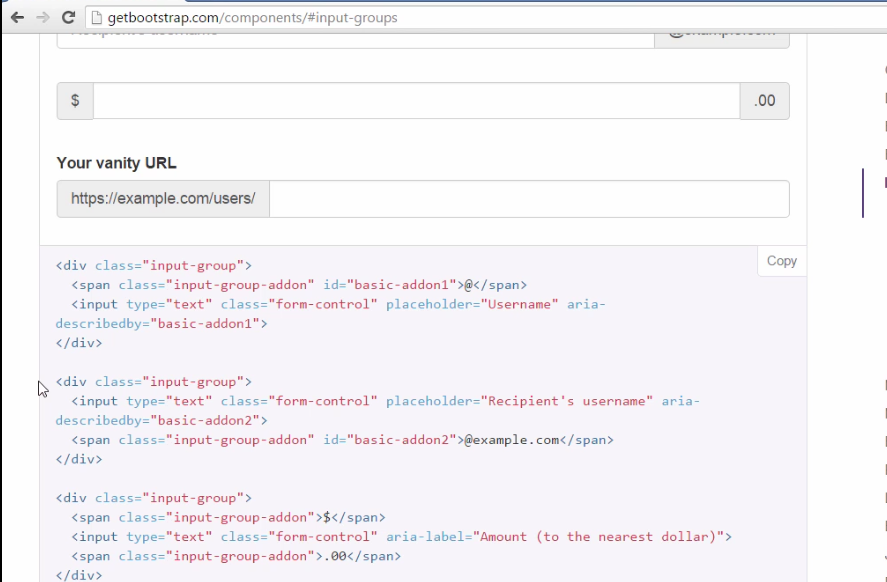 getbootstrap.com/components/#input-groups
$ .00
Your vanity URL
https://example.com/users/
Copy
<div class="input-group">
<span class="input-group-addon" id="basic-addon1">@</span>
<input type="text" class="form-control" placeholder="Username" aria-
describedby="basic-addon1">
</div>
<div class="input-group">
<input type="text" class="form-control" placeholder="Recipient's username" aria-
describedby="basic-addon2">
<span class="input-group-addon" id="basic-addon2">@example.com</span>
</div>
<div class="input-group">
<span class="input-group-addon">$</span>
<input type="text" class="form-control" aria-label="Amount (to the nearest dollar)">
<span class="input-group-addon">.00</span>
</div>